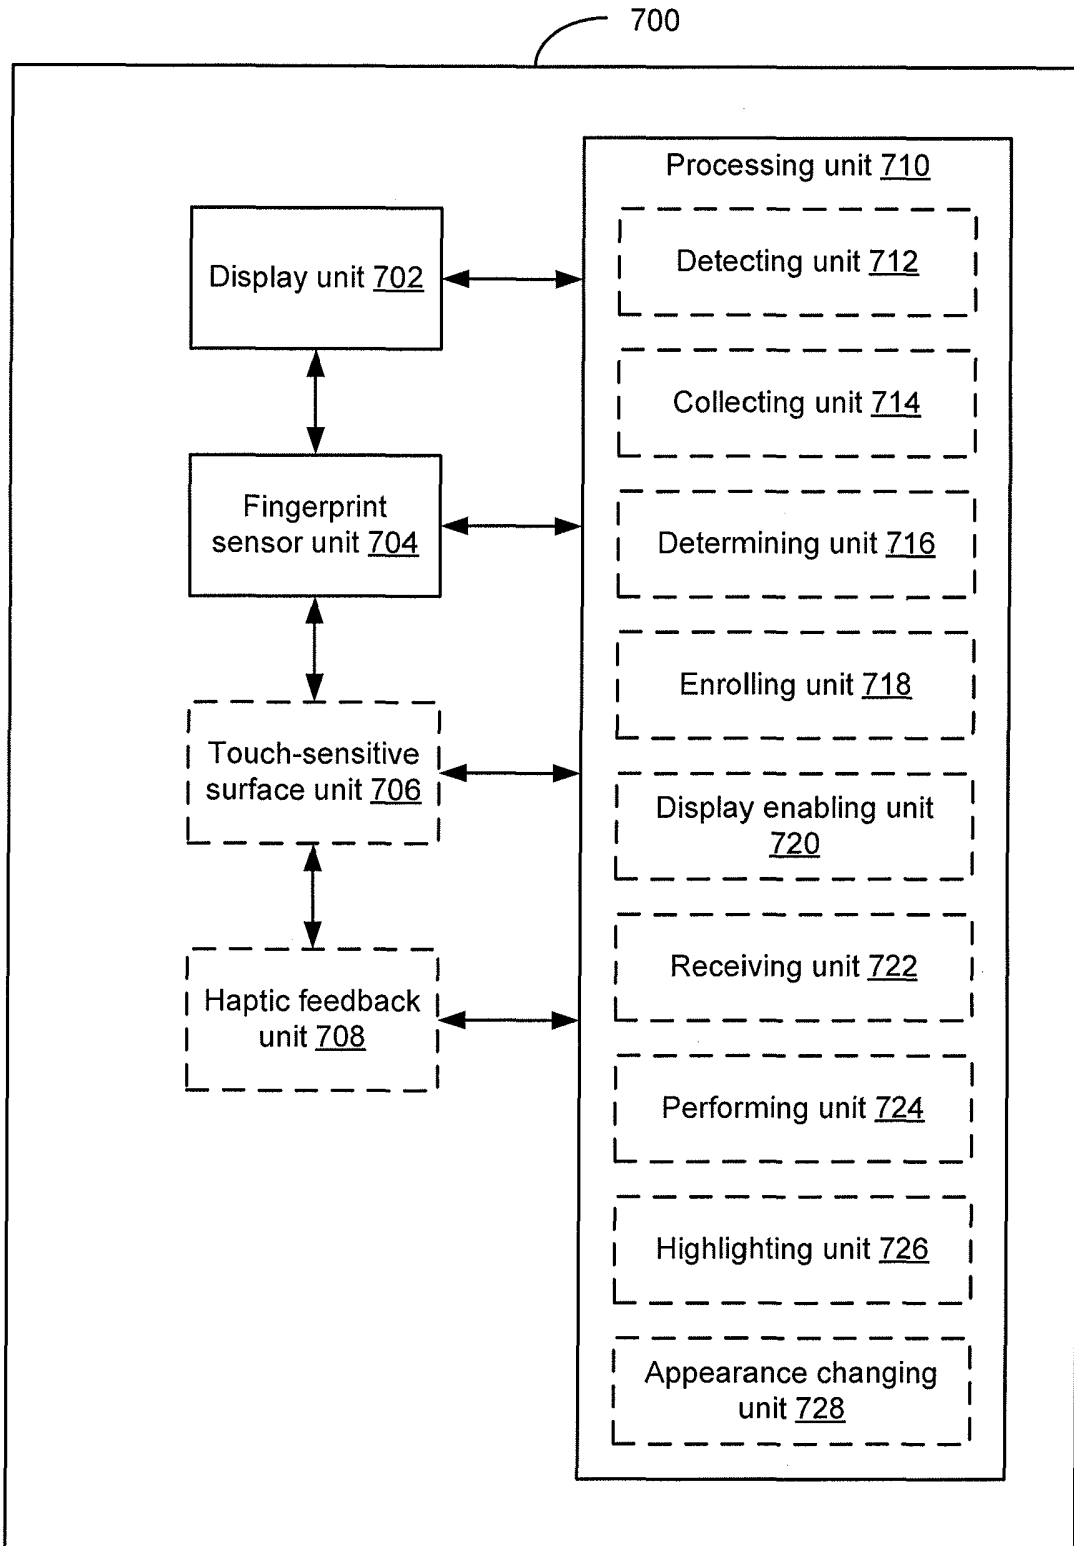 700
Processing unit 710
Display unit 702
Fingerprint
sensor unit 704
Touch-sensitive
surface unit 706
Haptic feedback
unit 708
Detecting unit 712
Collecting unit 714
Determining unit 716
Enrolling unit 718
Display enabling unit
720
Receiving unit 722
Performing unit 724
Highlighting unit 726
Appearance changing
unit 728